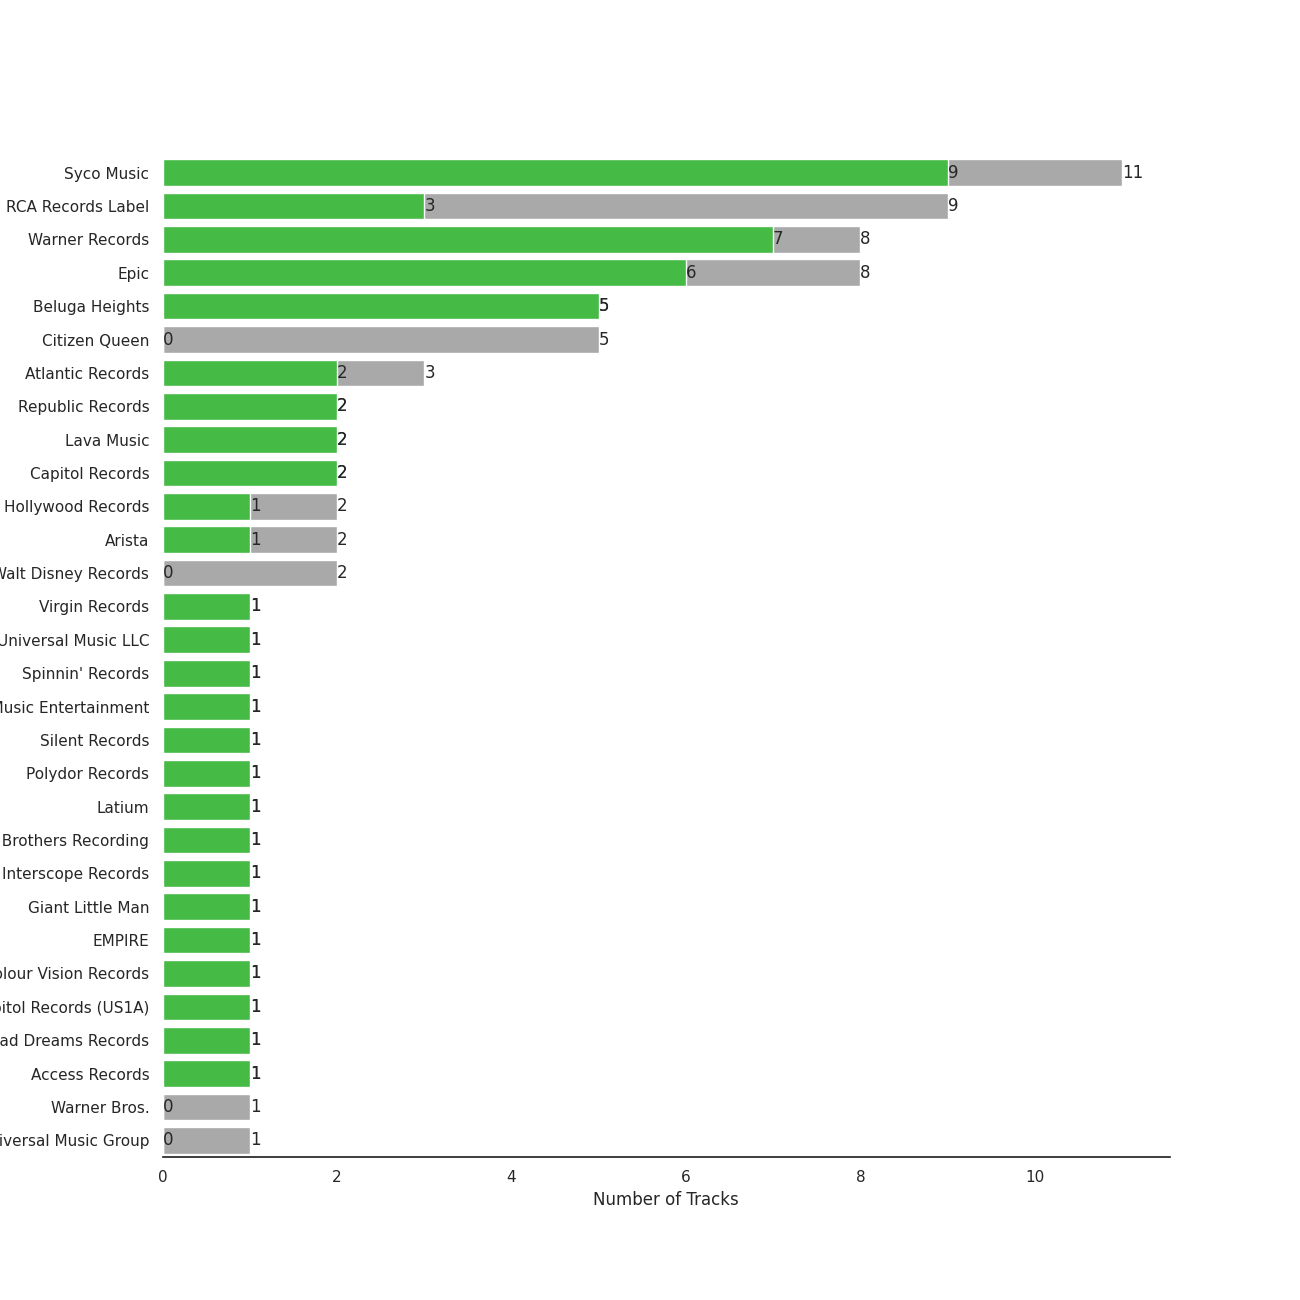 Syco Music 9 11
RCA Records Label 3 9
Warner Records 7 8
Epic 6 8
Beluga Heights 5
Citizen Queen 0 5
Atlantic Records 2 3
Republic Records 2
Lava Music 2
Capitol Records 2
Hollywood Records 1 2
Arista 1 2
Walt Disney Records 0 2
Virgin Records 1
Universal Music LLC 1
Spinnin' Records 1
Music Entertainment 1
Silent Records 1
Polydor Records 1
Latium 1
Brothers Recording 1
Interscope Records 1
Giant Little Man 1
EMPIRE 1
olour Vision Records 1
itol Records (US1A) 1
ad Dreams Records 1
Access Records 1
Warner Bros. 0 1
iversal Music Group 0 1
0 2 4 6 8 10
Number of Tracks